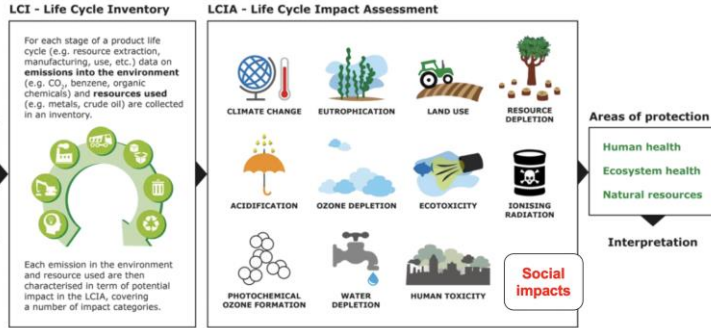 LCI - Life Cycle Inventory
For each stage of a product life
cycle (e.g. resource extraction,
manufacturing, use, etc.) data on
emissions into the environment
(e.g. CO₂, benzene, organic
chemicals) and resources used
(e.g. metals, crude oil) are collected
in an inventory.
Each emission in the environment
and resource used are then
characterised in term of potential
impact in the LCIA, covering
a number of impact categories.
LCIA - Life Cycle Impact Assessment
CLIMATE CHANGE
EUTROPHICATION
LAND USE
RESOURCE
DEPLETION
ACIDIFICATION
OZONE DEPLETION
ECOTOXICITY
IONISING
RADIATION
PHOTOCHEMICAL
OZONE FORMATION
WATER
DEPLETION
HUMAN TOXICITY
Social
impacts
Areas of protection
Human health
Ecosystem health
Natural resources
Interpretation